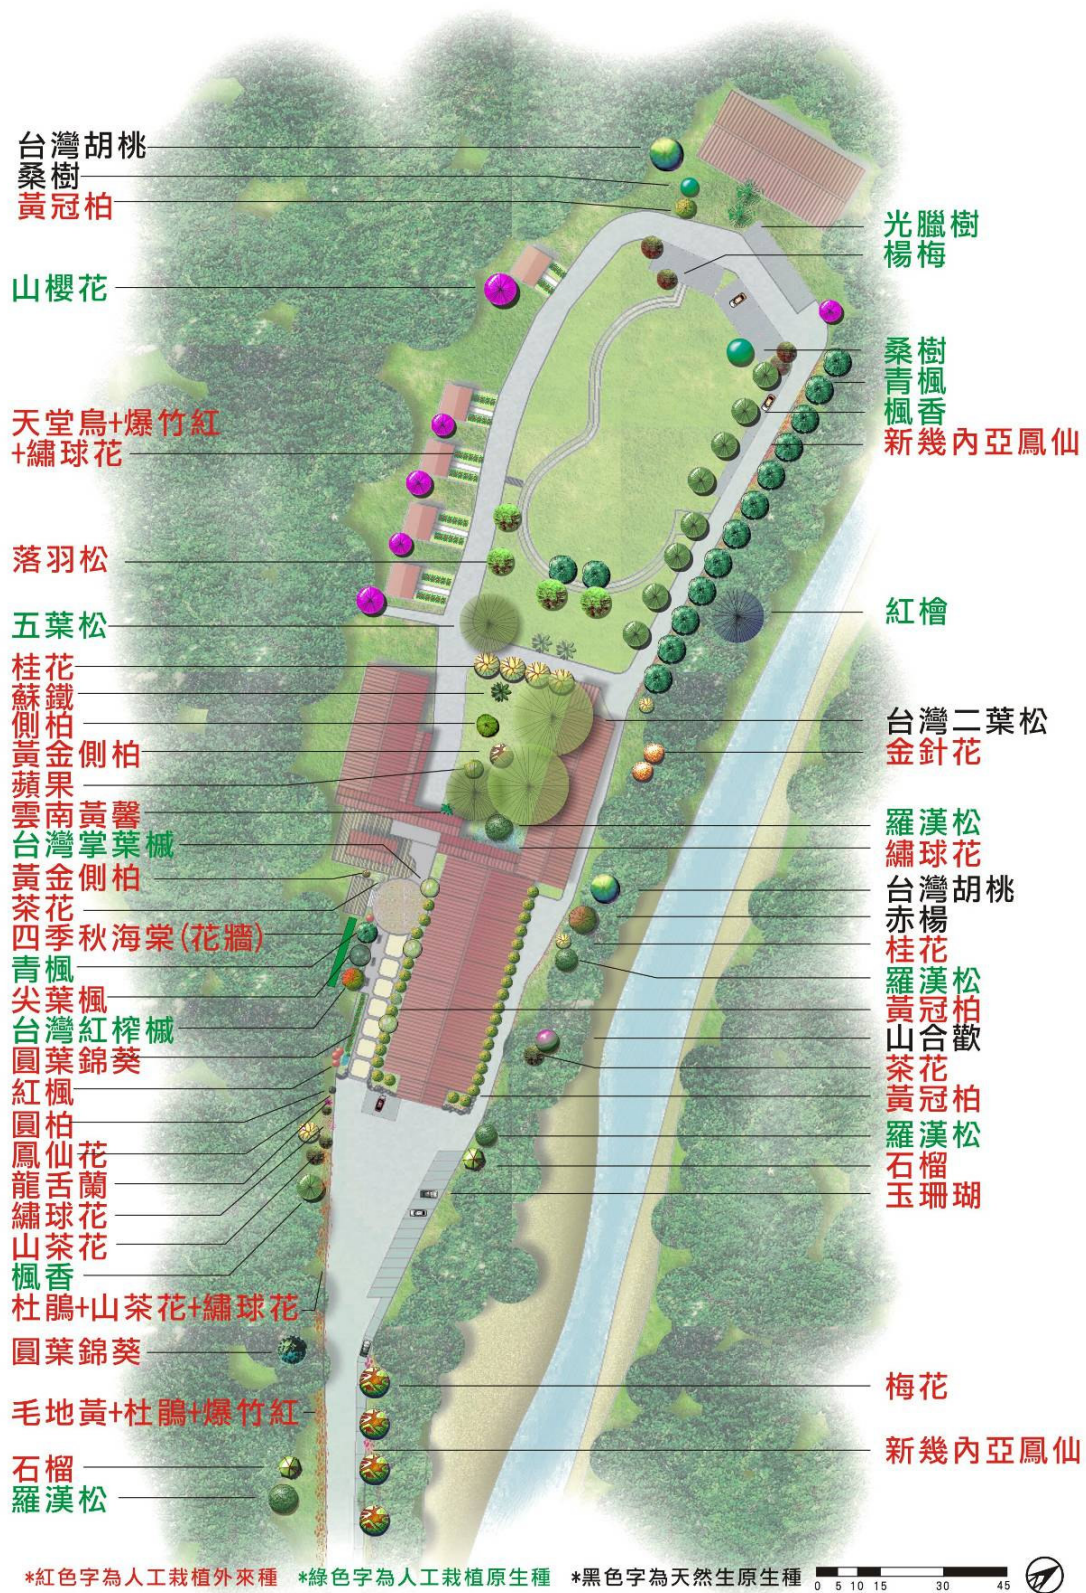 台灣胡桃
桑樹
黃冠柏
山櫻花
天堂鳥+爆竹紅
+繡球花
落羽松
五葉松
桂花
蘇鐵
側柏
黃金側柏
蘋果
雲南黃馨
台灣掌葉槭
黃金側柏
茶花
四季秋海棠(花牆)
青楓
尖葉楓
台灣紅榨槭
圓葉錦葵
紅楓
圓柏
鳳仙花
龍舌蘭
繡球花
山茶花
楓香
杜鵑+山茶花+繡球花
圓葉錦葵
毛地黃+杜鵑+爆竹紅
石榴
羅漢松
光臘樹
楊梅
桑樹
青楓
楓香
新幾內亞鳳仙
紅檜
台灣二葉松
金針花
羅漢松
繡球花
台灣胡桃
赤楊
桂花
羅漢松
黃冠柏
山合歡
茶花
黃冠柏
羅漢松
石榴
玉珊瑚
梅花
新幾內亞鳳仙
*紅色字為人工栽植外來種 *綠色字為人工栽植原生種 *黑色字為天然生原生種
0 5 10 15 30 45